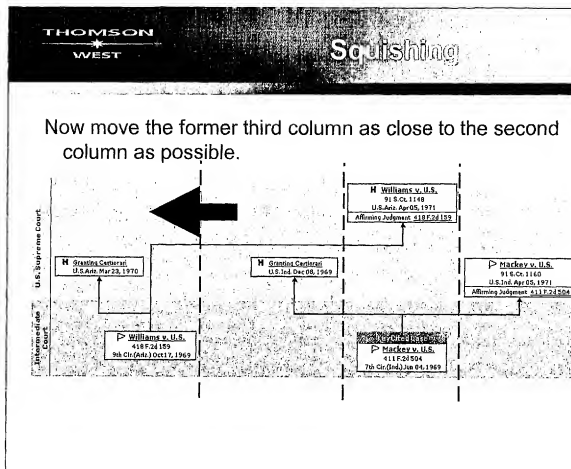 THOMSON
WEST
Squishing
Now move the former third column as close to the second
column as possible.
U.S. Supreme Court
H Williams v. U.S.
91 S.Ct. 1148
U.S.Ariz. Apr 05, 1971
Affirming Judgment 418 F.2d 159
H Granting Certiorari
U.S.Ariz. Mar 23, 1970
H Granting Certiorari
U.S.Ind. Dec 08, 1969
Mackey v. U.S.
91 S.Ct. 1160
U.S.Ind. Apr 05, 1971
Affirming Judgment 411 F.2d 504
Intermediate
Court
Williams v. U.S.
418 F.2d 159
9th Cir.(Ariz.) Oct 17, 1969
KeyCited Case
Mackey v. U.S.
411 F.2d 504
7th Cir.(Ind.) Jun 04, 1969